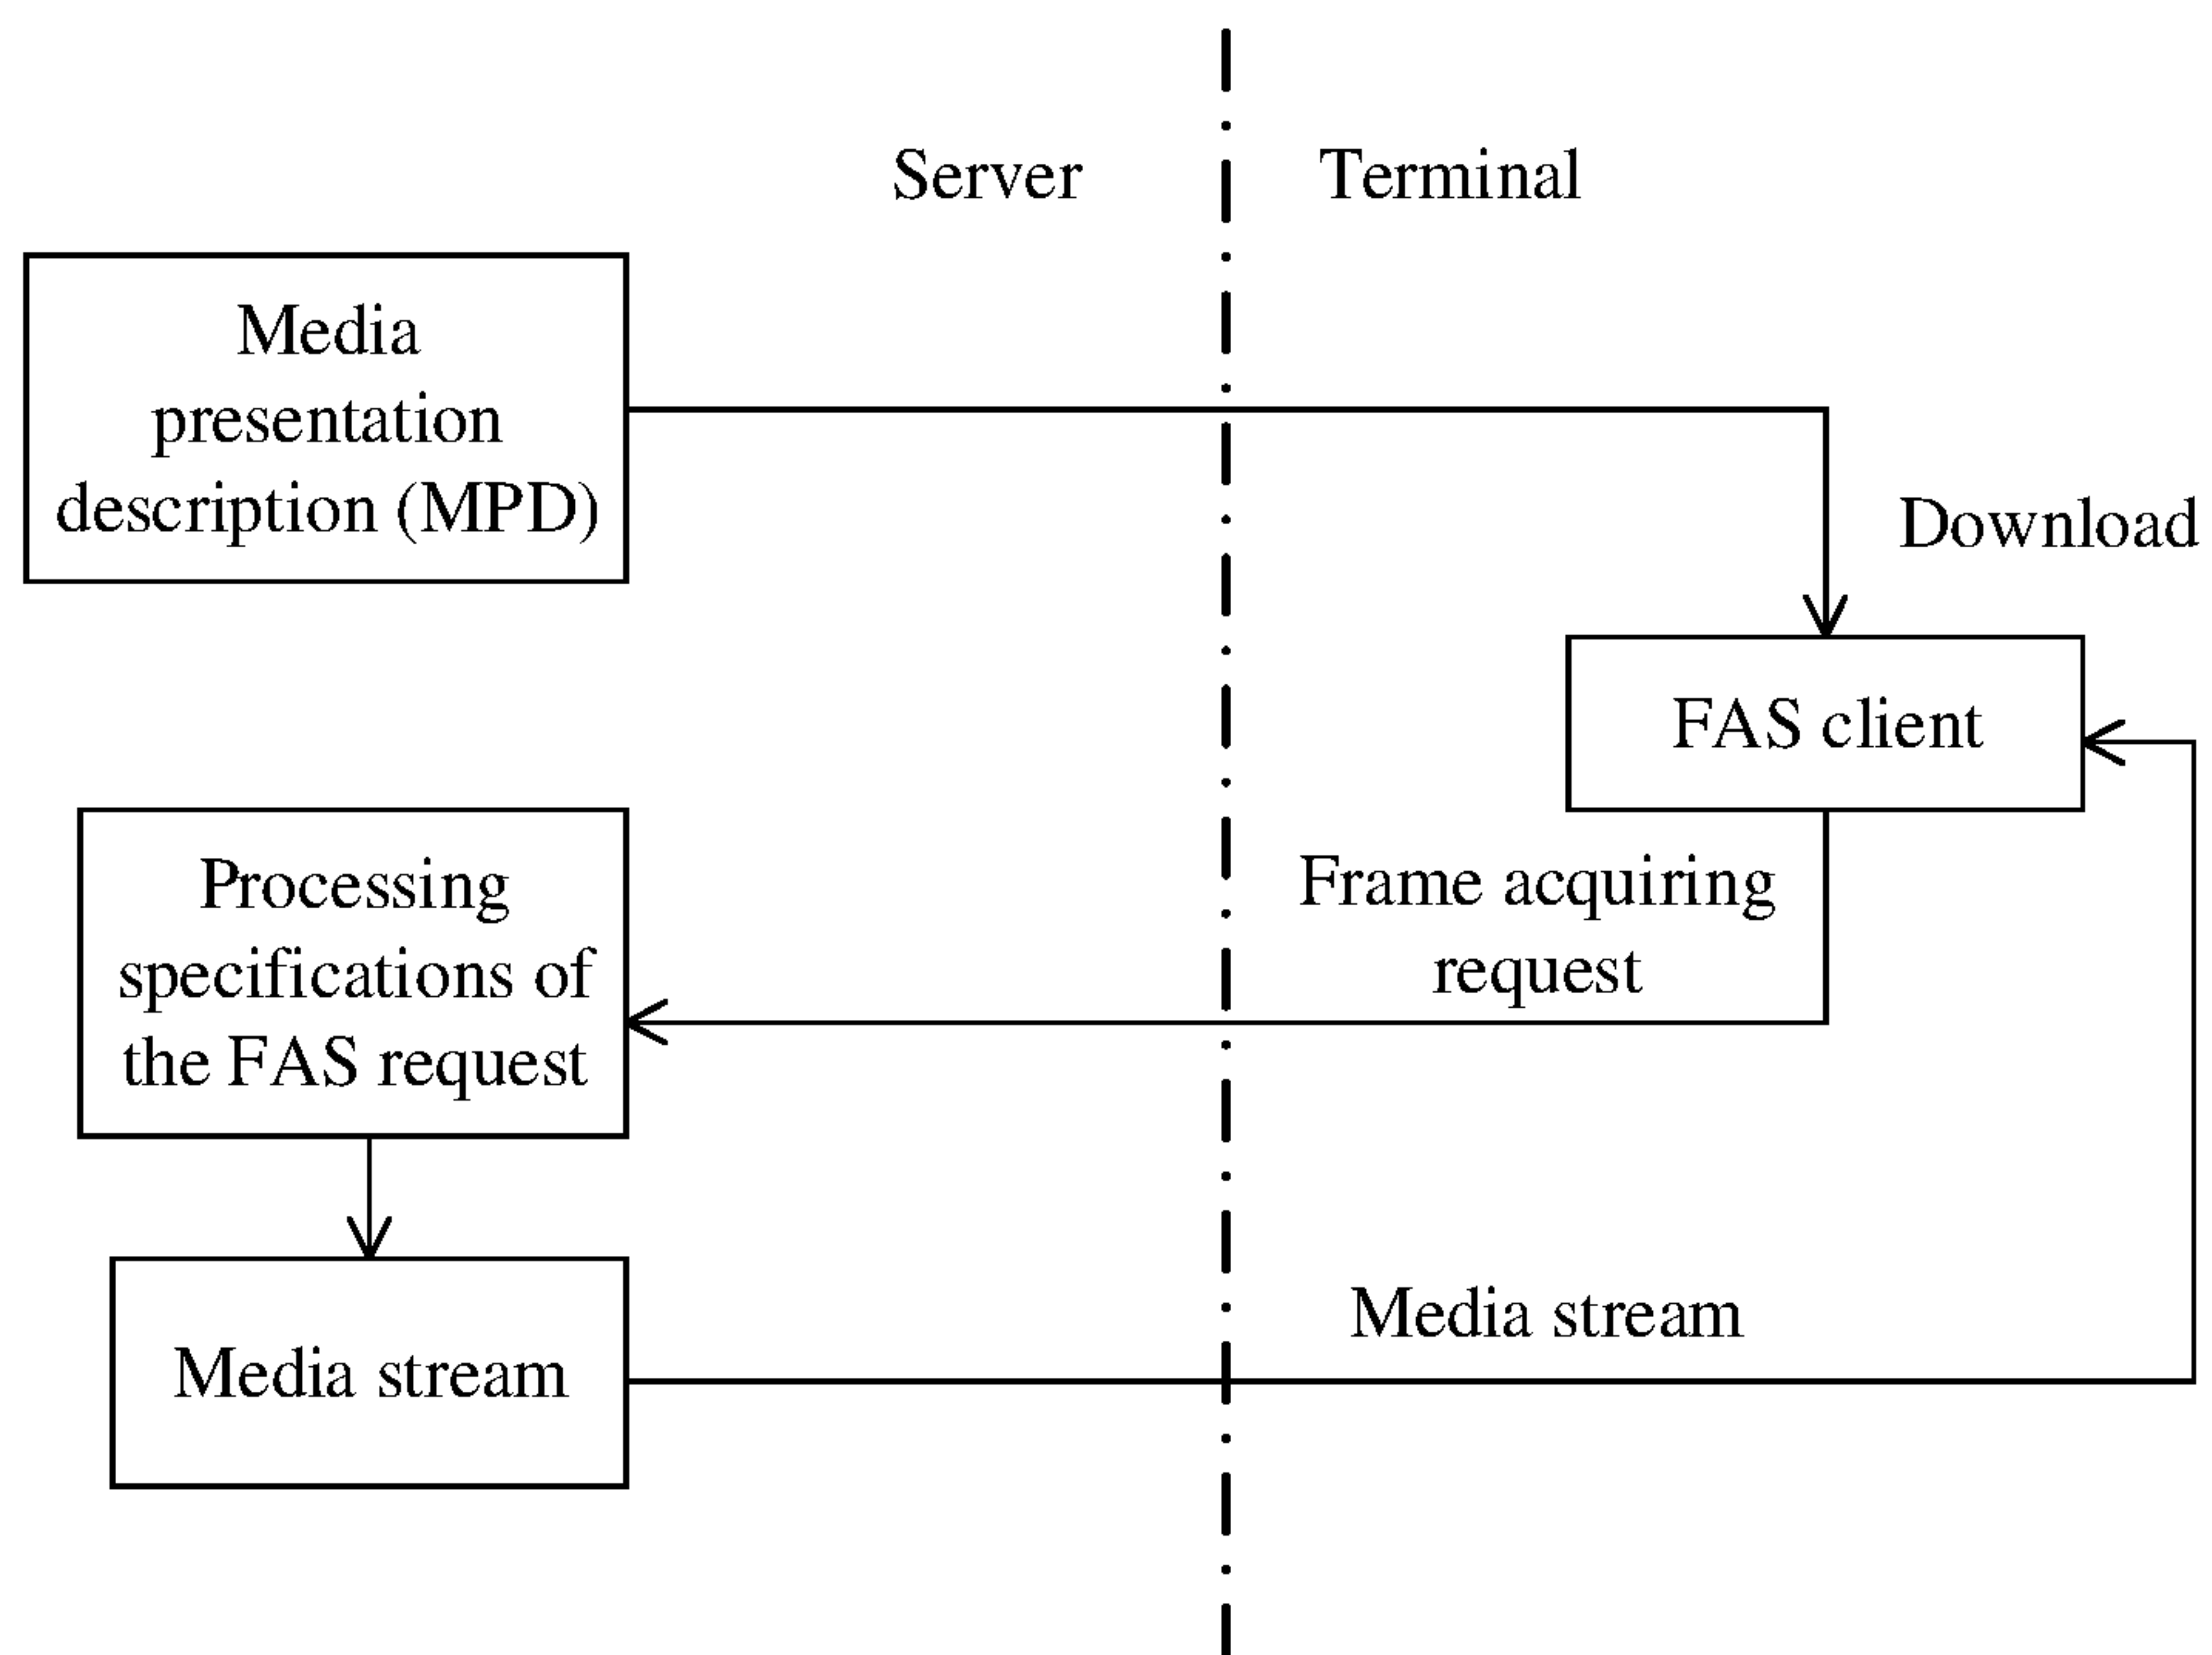 Server
Terminal
Media
presentation
description (MPD)
Download
FAS client
Processing
specifications of
the FAS request
Frame acquiring
request
Media stream
Media stream